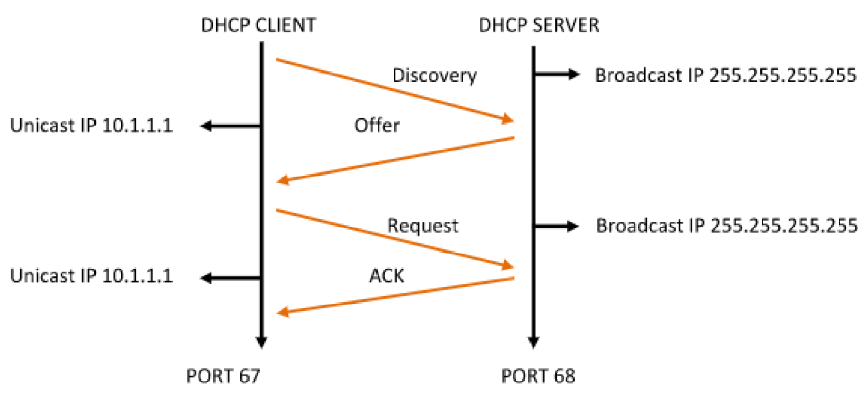 DHCP CLIENT
DHCP SERVER
Discovery
Broadcast IP 255.255.255.255
Unicast IP 10.1.1.1
Offer
Request
Broadcast IP 255.255.255.255
Unicast IP 10.1.1.1
ACK
PORT 67
PORT 68